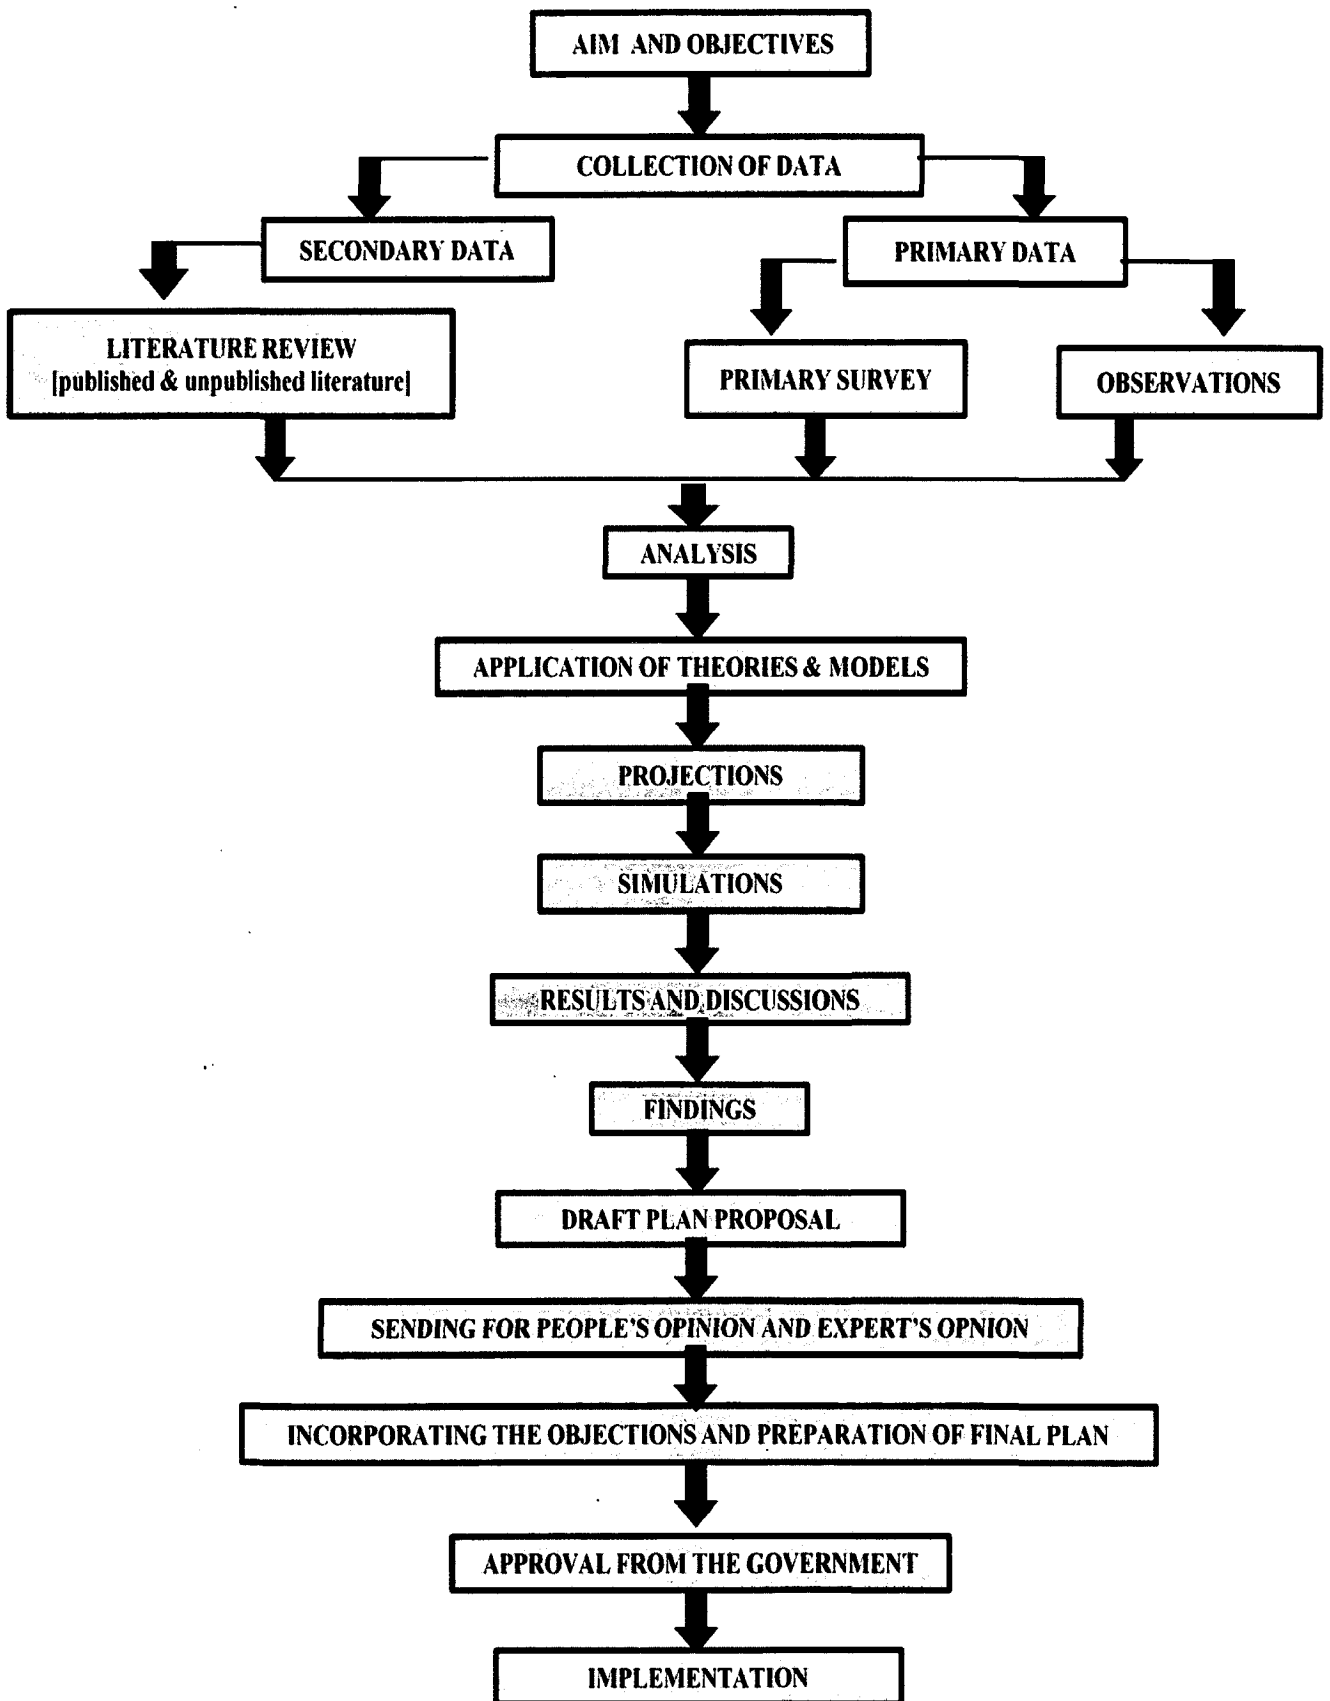 AIM AND OBJECTIVES
COLLECTION OF DATA
SECONDARY DATA
PRIMARY DATA
LITERATURE REVIEW
[published & unpublished literature]
PRIMARY SURVEY
OBSERVATIONS
ANALYSIS
APPLICATION OF THEORIES & MODELS
PROJECTIONS
SIMULATIONS
RESULTS AND DISCUSSIONS
FINDINGS
DRAFT PLAN PROPOSAL
SENDING FOR PEOPLE'S OPINION AND EXPERT'S OPNION
INCORPORATING THE OBJECTIONS AND PREPARATION OF FINAL PLAN
APPROVAL FROM THE GOVERNMENT
IMPLEMENTATION